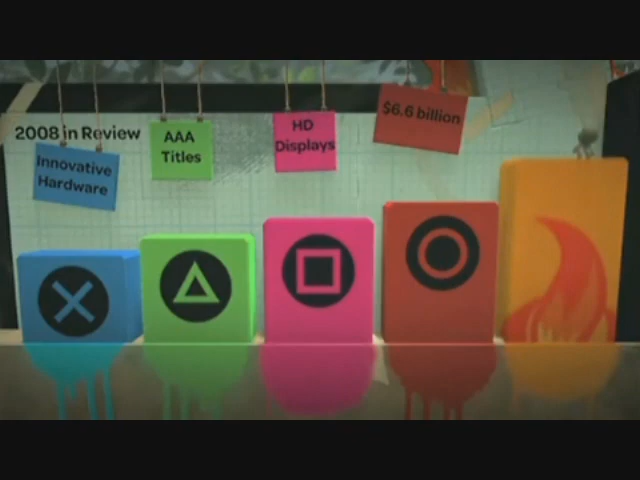 2008 in Review
Innovative
Hardware
AAA
Titles
HD
Displays
$6.6 billion